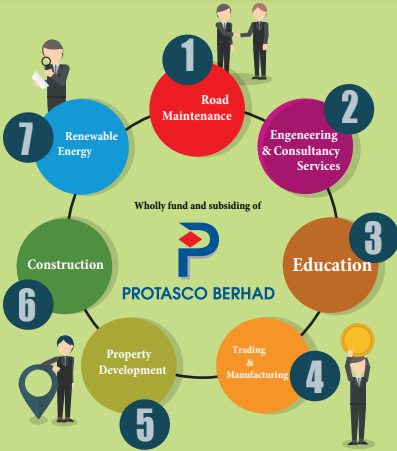 1
Road
Maintenance
2
Engeneering
& Consultancy
Services
3
Education
Trading
&
Manufacturing
4
Property
Development
5
Construction
6
7
Renewable
Energy
Wholly fund and subsiding of
PROTASCO BERHAD